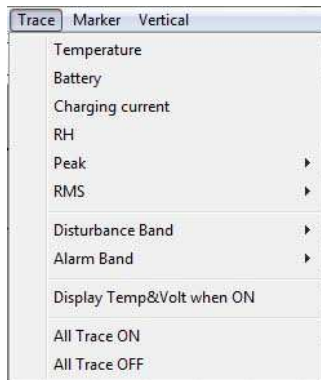 Trace Marker Vertical
Temperature
Battery
Charging current
RH
Peak
RMS
Disturbance Band
Alarm Band
Display Temp&Volt when ON
All Trace ON
All Trace OFF